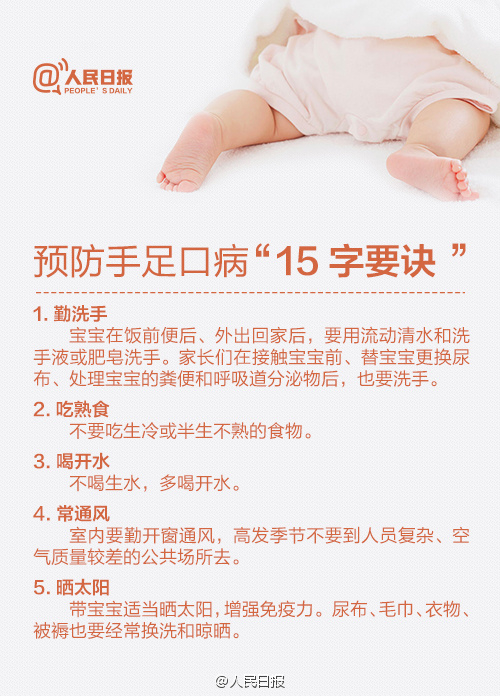 @人民日报
PEOPLE'S DAILY
预防手足口病“15 字要诀 ”
1. 勤洗手
宝宝在饭前便后、外出回家后，要用流动清水和洗
手液或肥皂洗手。家长们在接触宝宝前、替宝宝更换尿
布、处理宝宝的粪便和呼吸道分泌物后，也要洗手。
2. 吃熟食
不要吃生冷或半生不熟的食物。
3. 喝开水
不喝生水，多喝开水。
4. 常通风
室内要勤开窗通风，高发季节不要到人员复杂、空
气质量较差的公共场所去。
5. 晒太阳
带宝宝适当晒太阳，增强免疫力。尿布、毛巾、衣物、
被褥也要经常换洗和晾晒。
@人民日报